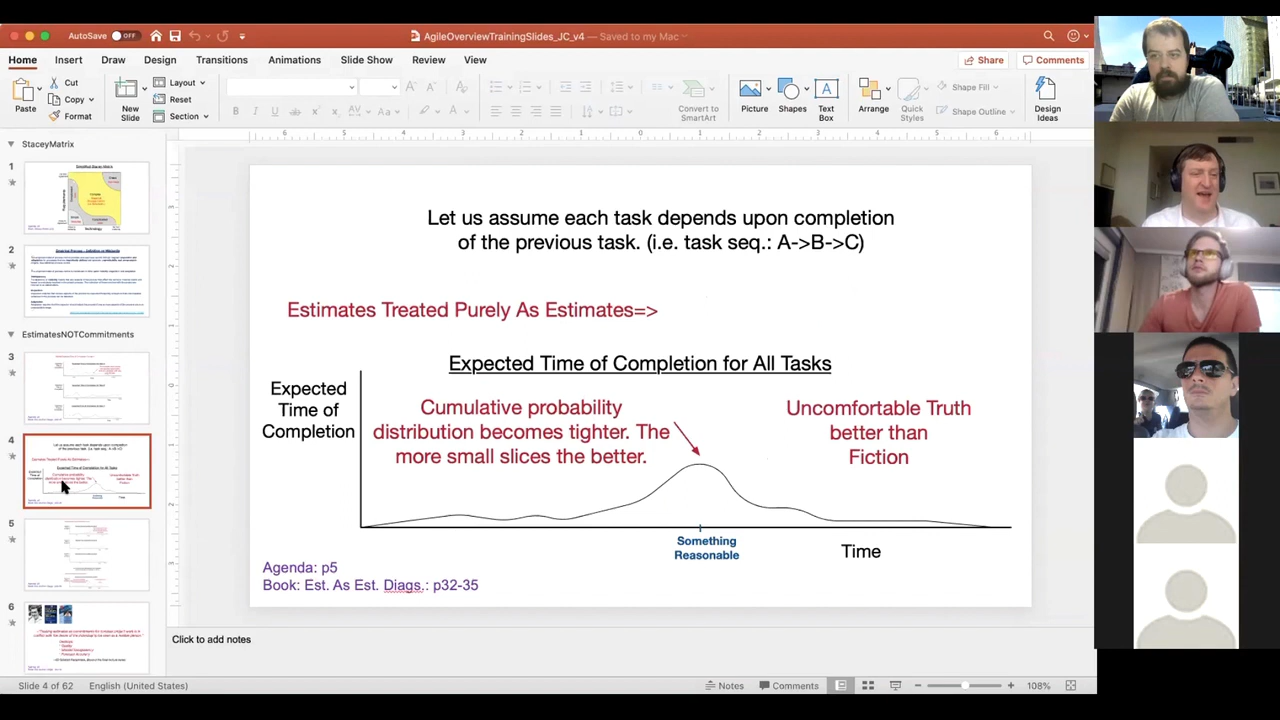 AutoSave OFF
AgileOverviewTrainingSlides_JC_v4 — Saved to my Mac
Home Insert Draw Design Transitions Animations Slide Show Review View Share Comments
Paste
Cut
Copy
Format
New
Slide
Layout
Reset
Section
Convert to
SmartArt
Picture
Shapes
Text
Box
Arrange
Quick
Styles
Shape Fill
Shape Outline
Design
Ideas
StaceyMatrix
1
2
EstimatesNOTCommitments
3
4
5
6
Let us assume each task depends upon completion
of the previous task. (i.e. task seq.: A->B->C)
Estimates Treated Purely As Estimates=>
Expected Time of Completion for All Tasks
Expected
Time of
Completion
Cumulative probability
distribution becomes tighter. The
more small slices the better.
Uncomfortable Truth
better than
Fiction
Something
Reasonable
Time
Agenda: p5
Book: Est. As Est. Diags.: p32-35
Click to add notes
Slide 4 of 62 English (United States) Notes Comments 108%